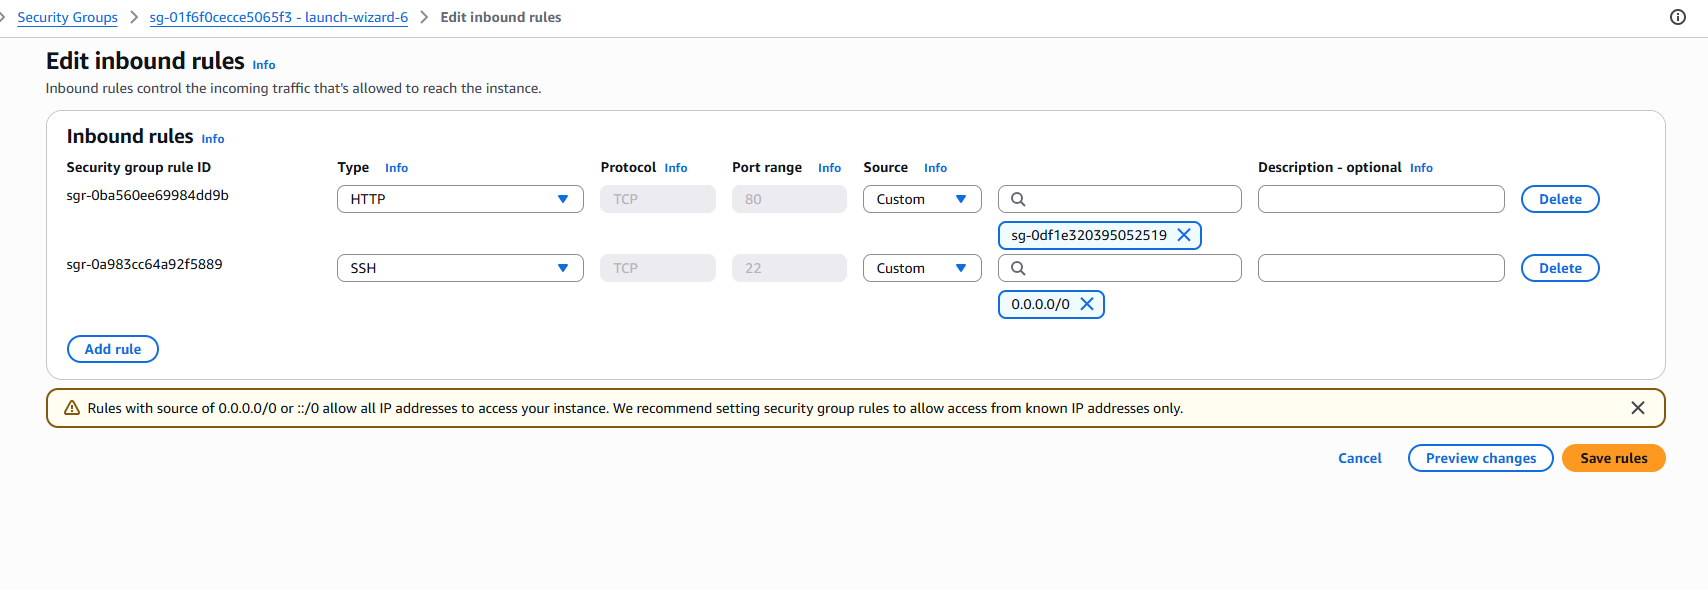 Security Groups > sg-01f6f0cecce5065f3 - launch-wizard-6 > Edit inbound rules
Edit inbound rules Info
Inbound rules control the incoming traffic that's allowed to reach the instance.
Inbound rules Info
Security group rule ID Type Info Protocol Info Port range Info Source Info Description - optional Info
sgr-0ba560ee69984dd9b HTTP TCP 80 Custom Delete
sg-0df1e320395052519
sgr-0a983cc64a92f5889 SSH TCP 22 Custom Delete
0.0.0.0/0
Add rule
Rules with source of 0.0.0.0/0 or ::/0 allow all IP addresses to access your instance. We recommend setting security group rules to allow access from known IP addresses only.
Cancel Preview changes Save rules